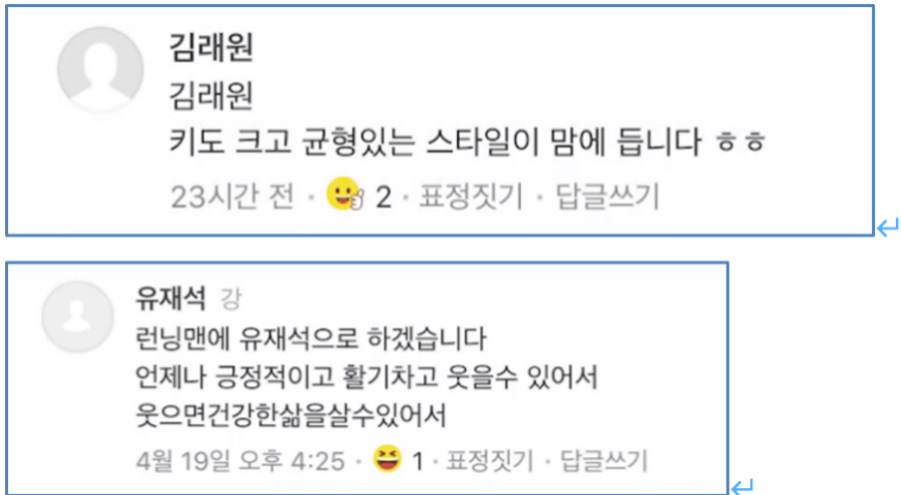 김래원
김래원
키도 크고 균형있는 스타일이 맘에 듭니다 ㅎㅎ
23시간 전 · 2 · 표정짓기 · 답글쓰기
유재석 강
런닝맨에 유재석으로 하겠습니다
언제나 긍정적이고 활기차고 웃을수 있어서
웃으면건강한삶을살수있어서
4월 19일 오후 4:25 · 1 · 표정짓기 · 답글쓰기